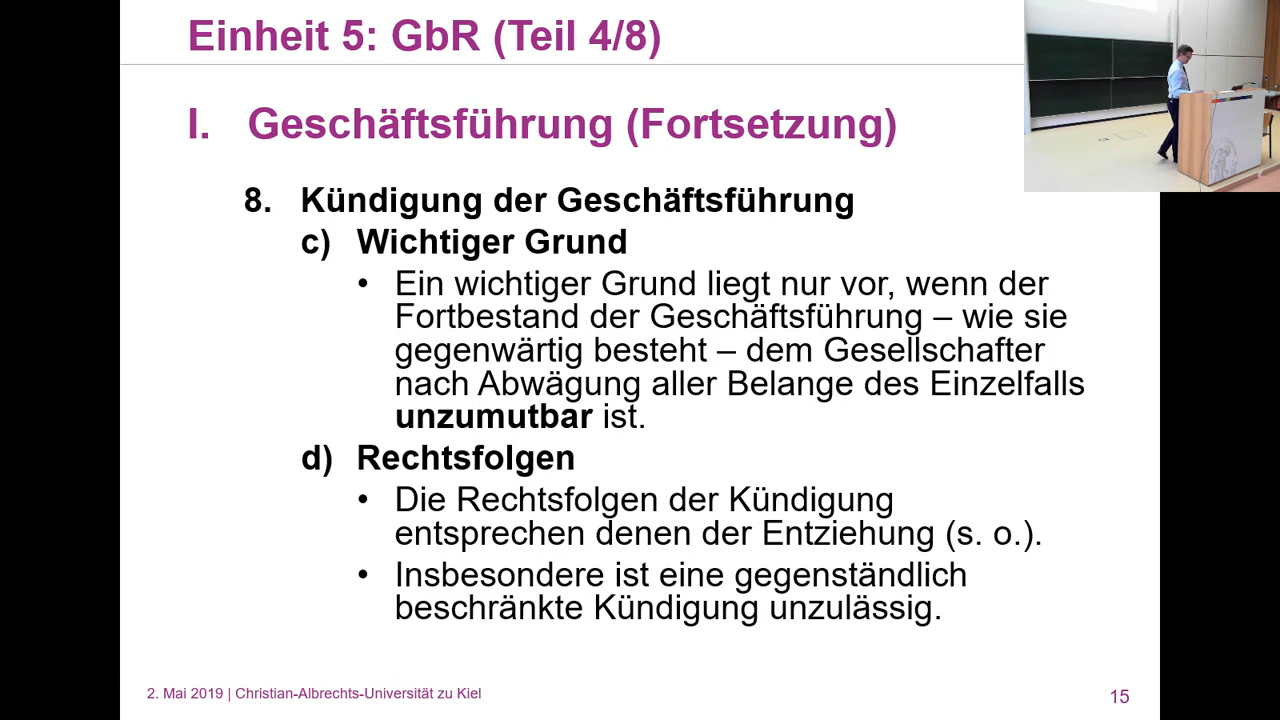 Einheit 5: GbR (Teil 4/8)
I. Geschäftsführung (Fortsetzung)
8. Kündigung der Geschäftsführung
c) Wichtiger Grund
• Ein wichtiger Grund liegt nur vor, wenn der
Fortbestand der Geschäftsführung – wie sie
gegenwärtig besteht – dem Gesellschafter
nach Abwägung aller Belange des Einzelfalls
unzumutbar ist.
d) Rechtsfolgen
• Die Rechtsfolgen der Kündigung
entsprechen denen der Entziehung (s. o.).
• Insbesondere ist eine gegenständlich
beschränkte Kündigung unzulässig.
2. Mai 2019 | Christian-Albrechts-Universität zu Kiel
15